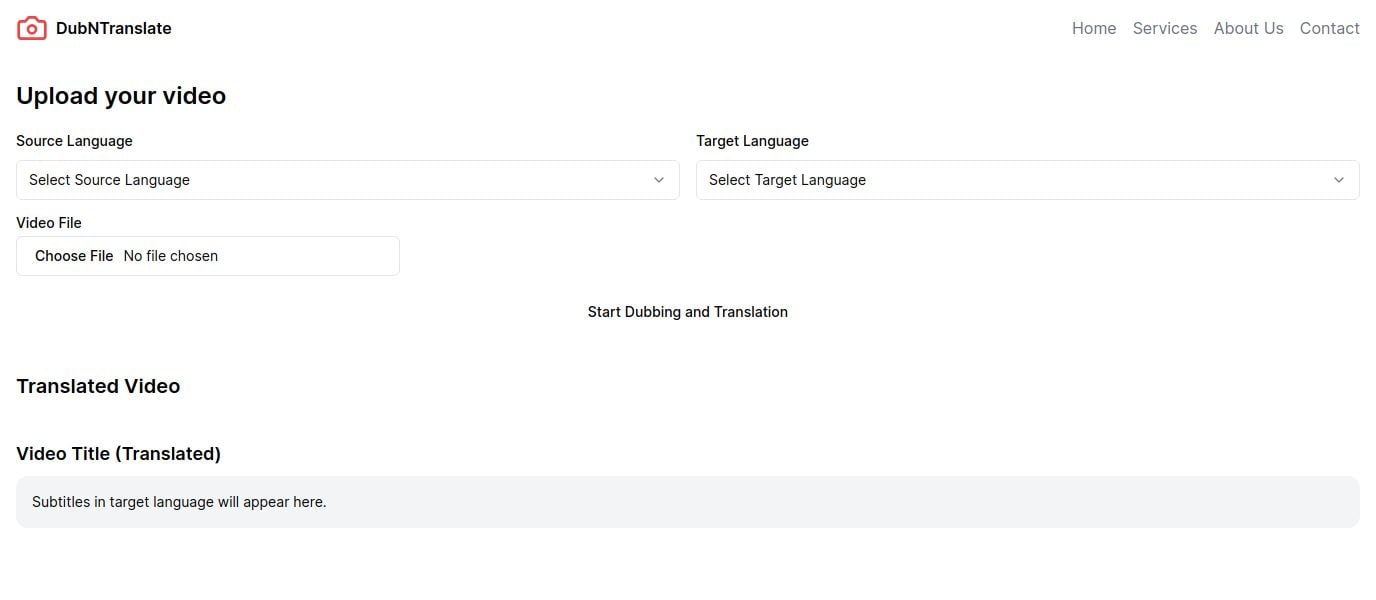 DubNTranslate
Home Services About Us Contact
Upload your video
Source Language
Target Language
Select Source Language
Select Target Language
Video File
Choose File No file chosen
Start Dubbing and Translation
Translated Video
Video Title (Translated)
Subtitles in target language will appear here.